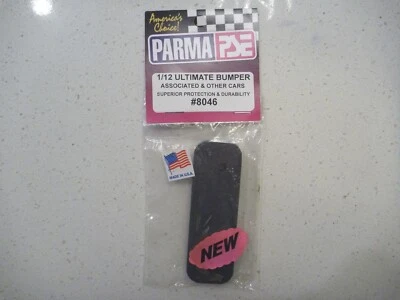 America's
Choice!
PARMA PSE
1/12 ULTIMATE BUMPER
ASSOCIATED & OTHER CARS
SUPERIOR PROTECTION & DURABILITY
#8046
MADE IN U.S.A.
NEW